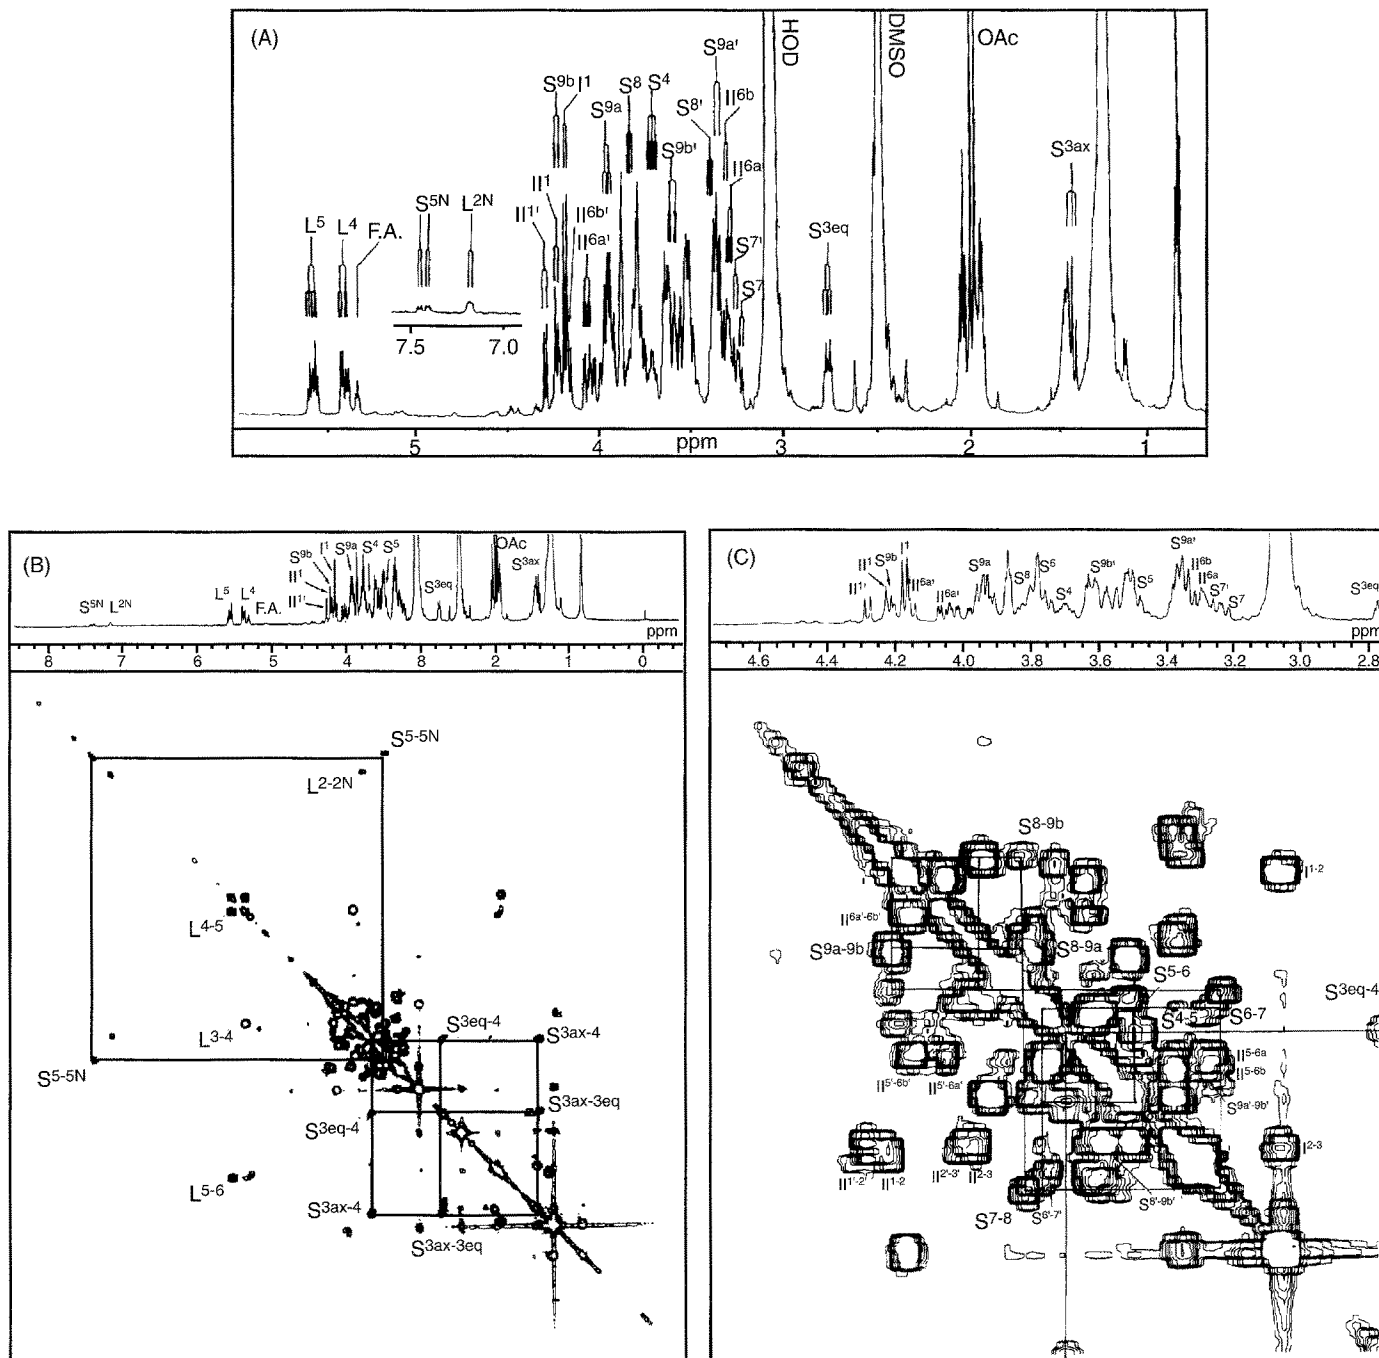 (A)
HOD
DMSO
OAc
S9a'
S9b I1
S8 S4
S9a
S8'
II6b
S3ax
S9b'
II6a
II1
S5N L2N
L5 L4 F.A.
II1' II6b'
II6a'
S7'
S3eq
S7
7.5 7.0
5 4 ppm 3 2 1
(B)
OAc
I1 S9a S4 S5
S9b
S3ax
II1
S3eq
L5 L4
II1'
F.A.
S5N L2N
ppm
8 7 6 5 4 3 2 1 0
S5-5N
L2-2N
L4-5
L3-4
S3eq-4
S3ax-4
S5-5N
S3ax-3eq
S3eq-4
L5-6
S3ax-4
S3ax-3eq
(C)
S9a'
I1
S9b
II1
II1'
II6a'
II6a'
S9a
S8
S6
S4
S9b'
S5
II6b
II6a
S7'
S7
S3eq
ppm
4.6 4.4 4.2 4.0 3.8 3.6 3.4 3.2 3.0 2.8
S8-9b
I1-2
II6a'-6b'
S9a-9b
S8-9a
S5-6
S3eq-4
S4-5
S6-7
II5'-6b' II5'-6a'
II5-6a
II5-6b
S9a'-9b'
I2-3
II1'-2' II1-2
II2'-3' II2-3
S8'-9b'
S7-8
S6'-7'